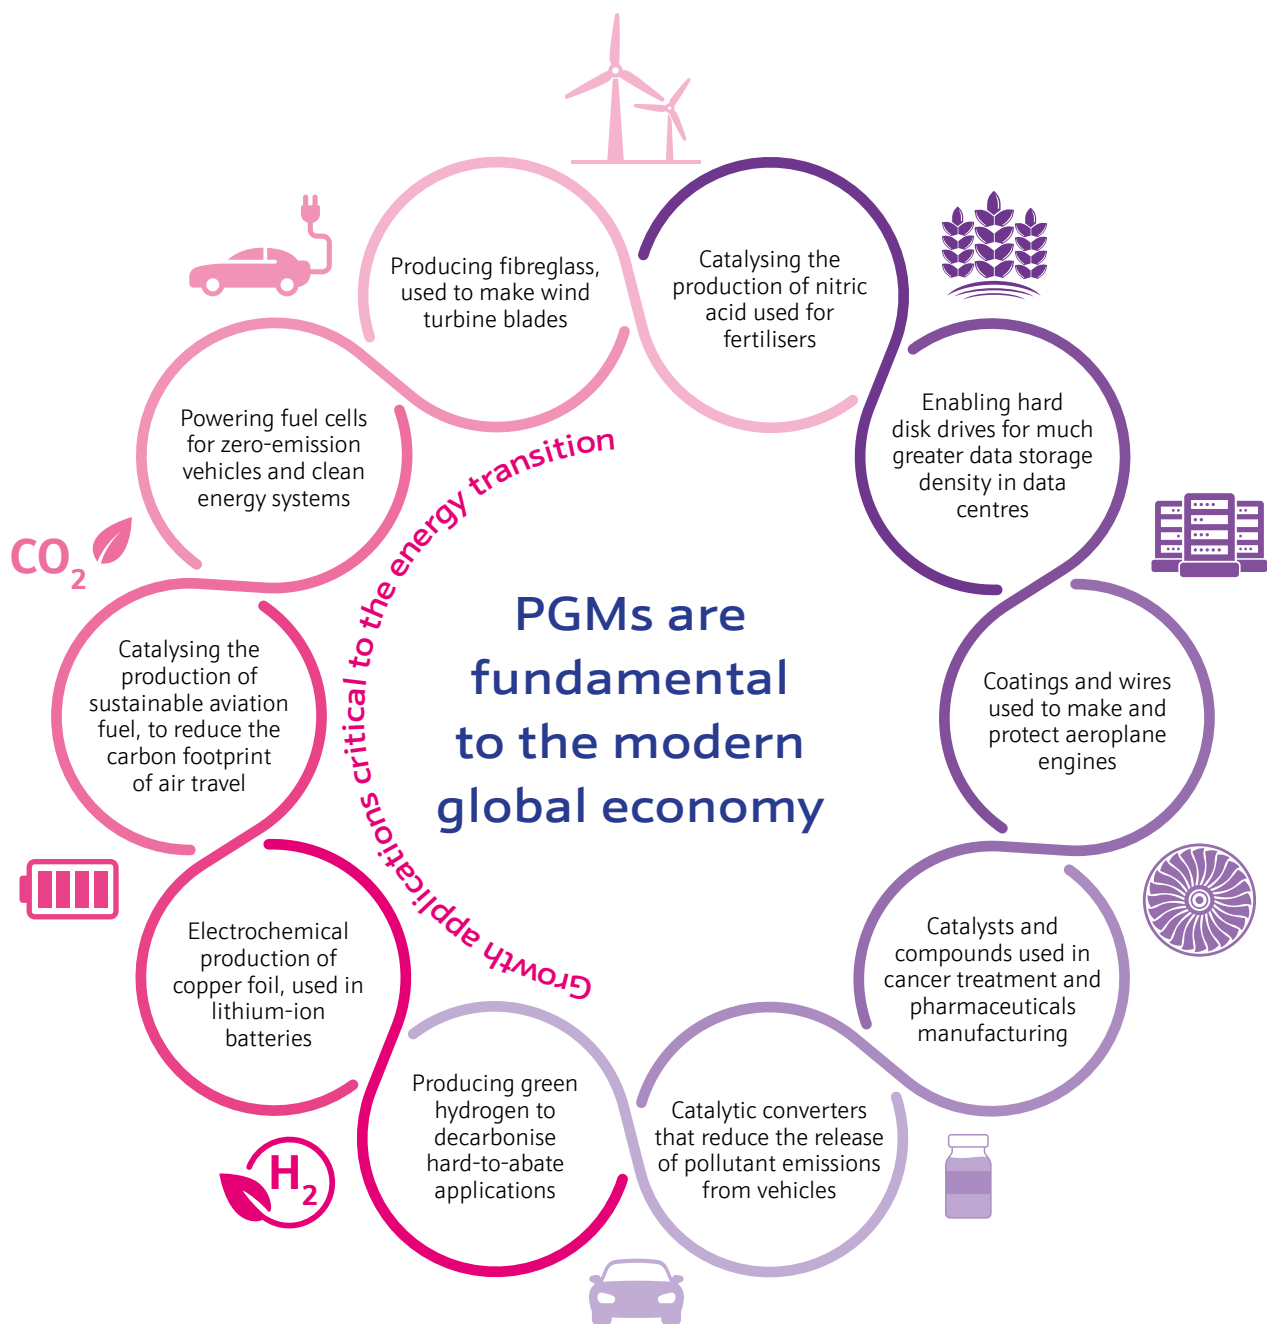 PGMs are
fundamental
to the modern
global economy
Growth applications critical to the energy transition
Producing fibreglass,
used to make wind
turbine blades
Catalysing the
production of nitric
acid used for
fertilisers
Enabling hard
disk drives for much
greater data storage
density in data
centres
Coatings and wires
used to make and
protect aeroplane
engines
Catalysts and
compounds used in
cancer treatment and
pharmaceuticals
manufacturing
Catalytic converters
that reduce the release
of pollutant emissions
from vehicles
Producing green
hydrogen to
decarbonise
hard-to-abate
applications
H2
Electrochemical
production of
copper foil, used in
lithium-ion
batteries
Catalysing the
production of
sustainable aviation
fuel, to reduce the
carbon footprint
of air travel
CO2
Powering fuel cells
for zero-emission
vehicles and clean
energy systems